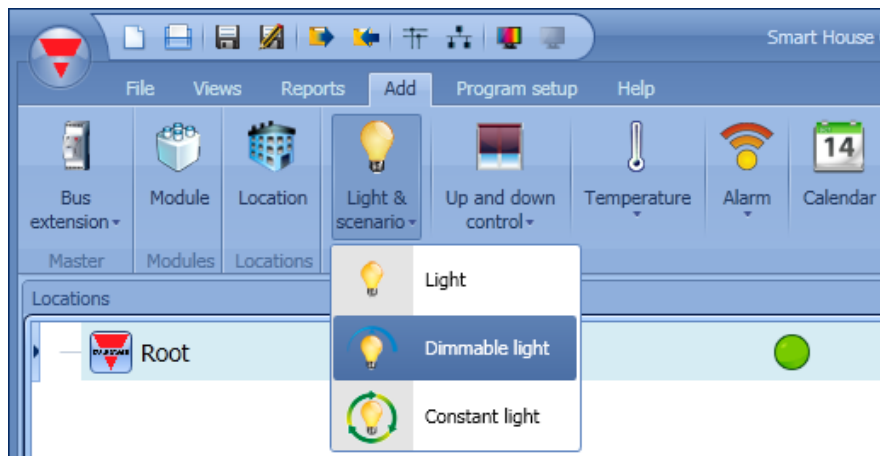 Smart House
File Views Reports Add Program setup Help
14
Bus extension
Module
Location
Light & scenario
Up and down control
Temperature
Alarm
Calendar
Master
Modules
Locations
Locations
Light
Root
Dimmable light
Constant light